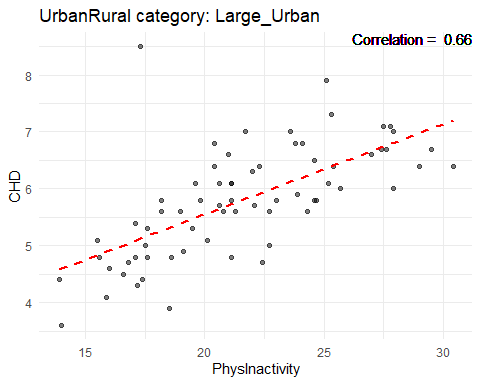 UrbanRural category: Large_Urban
Correlation = 0.66
8
7
6
5
4
CHD
15 20 25 30
PhysInactivity